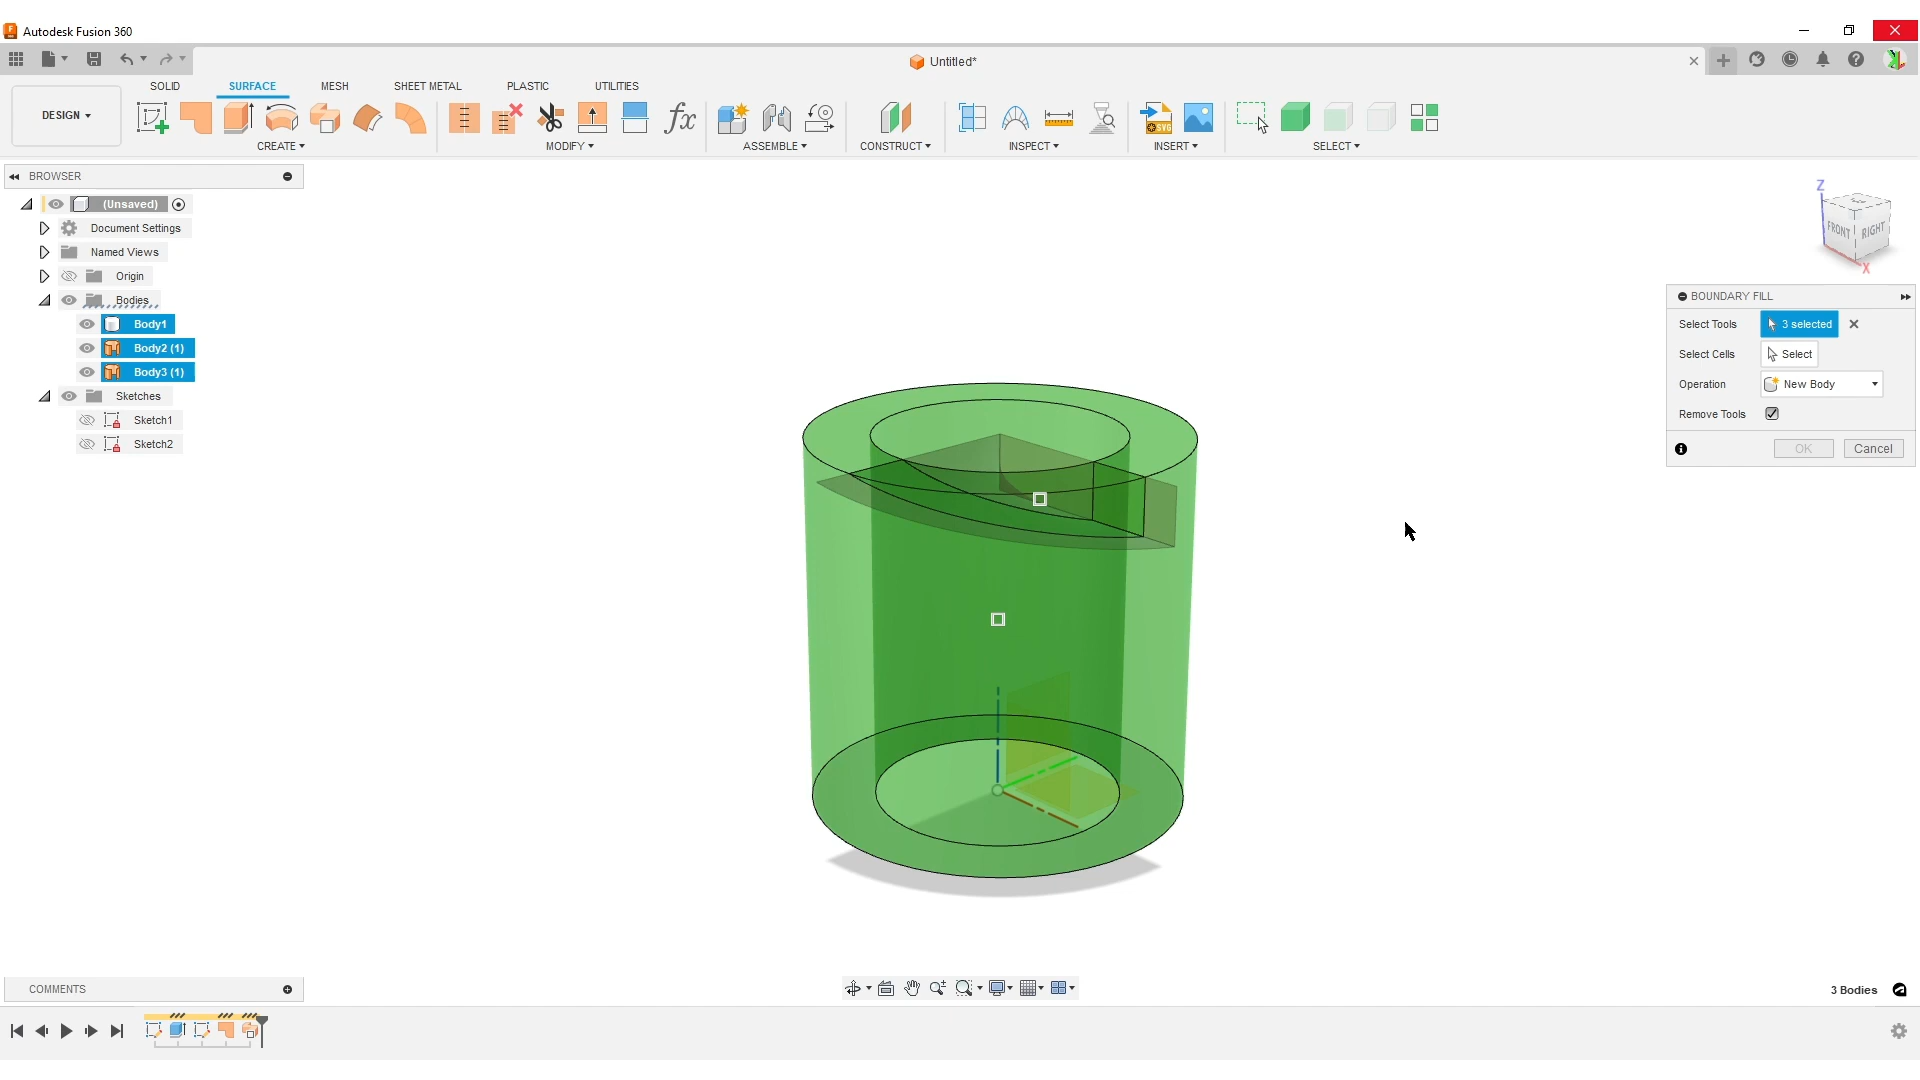 Autodesk Fusion 360
Untitled*
SOLID SURFACE MESH SHEET METAL PLASTIC UTILITIES
DESIGN
fx
SVG
CREATE MODIFY ASSEMBLE CONSTRUCT INSPECT INSERT SELECT
BROWSER
(Unsaved)
Document Settings
Named Views
Origin
Bodies
Body1
Body2 (1)
Body3 (1)
Sketches
Sketch1
Sketch2
Z
FRONT RIGHT
X
BOUNDARY FILL
Select Tools 3 selected
Select Cells Select
Operation New Body
Remove Tools
OK Cancel
COMMENTS
3 Bodies